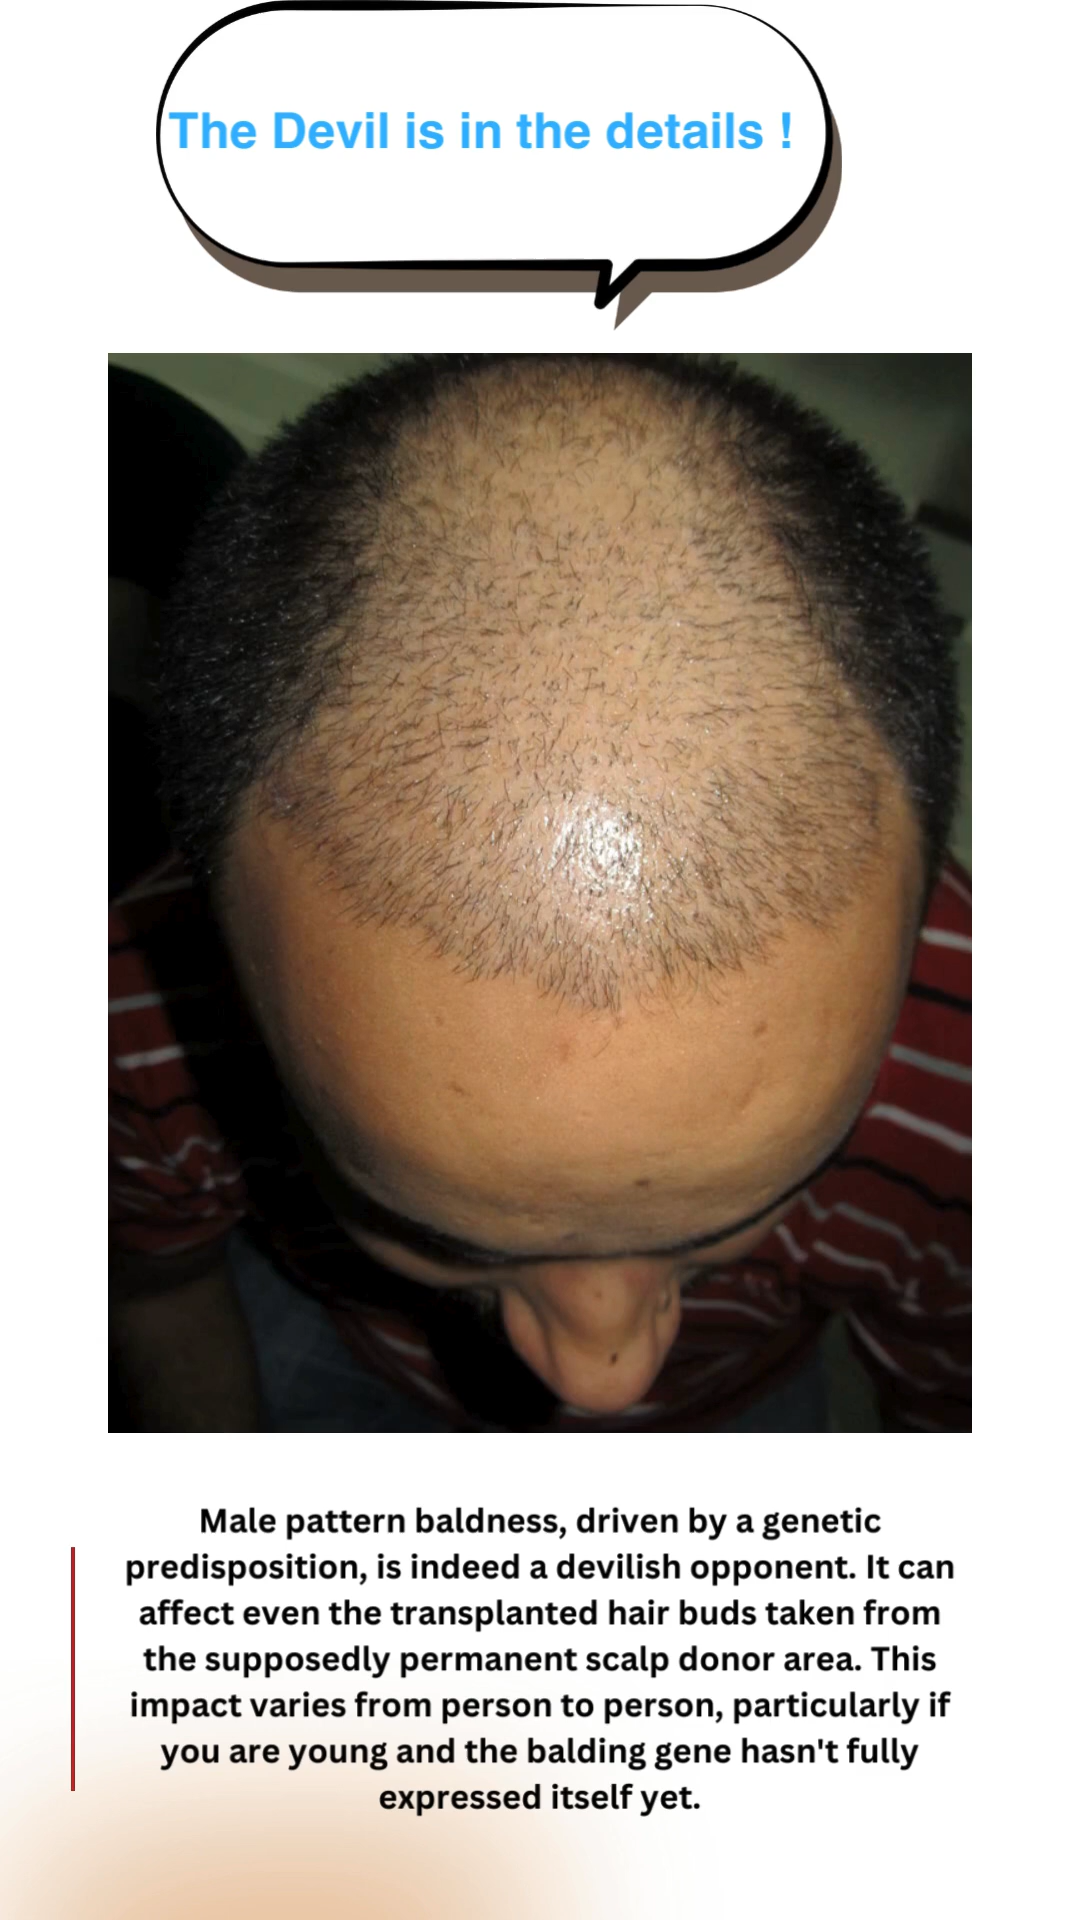 The Devil is in the details !
Male pattern baldness, driven by a genetic
predisposition, is indeed a devilish opponent. It can
affect even the transplanted hair buds taken from
the supposedly permanent scalp donor area. This
impact varies from person to person, particularly if
you are young and the balding gene hasn't fully
expressed itself yet.